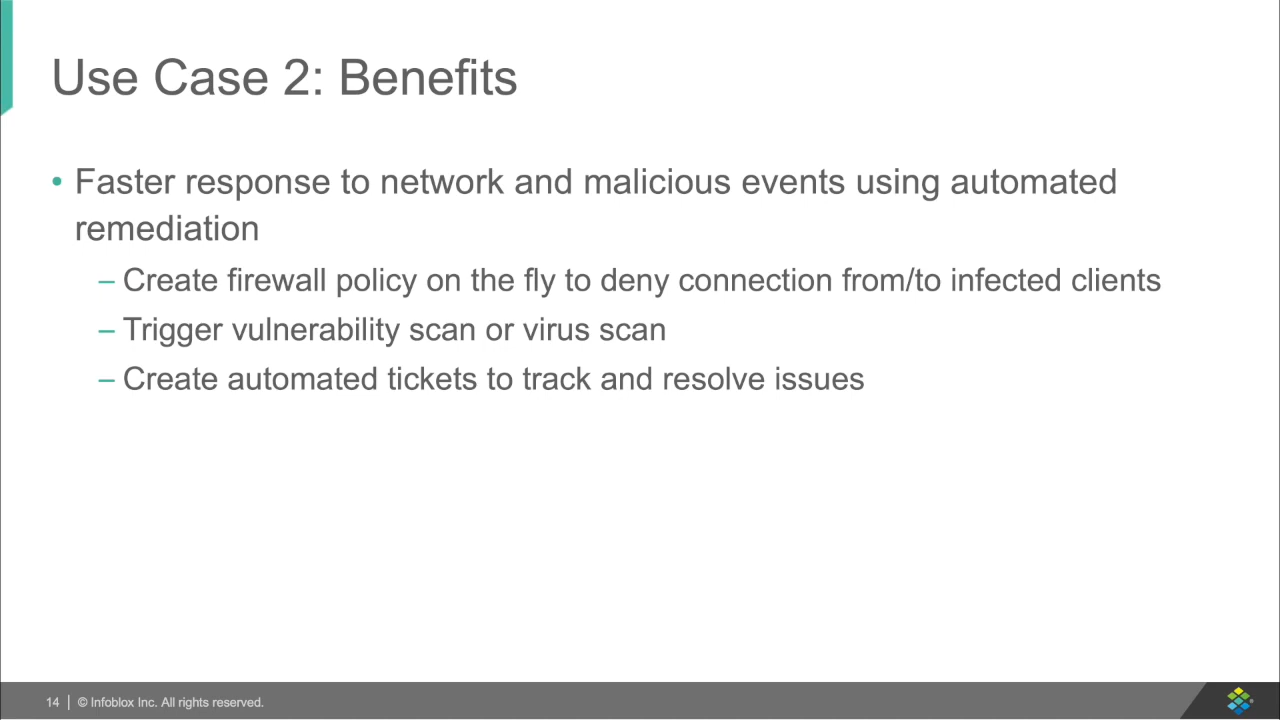 Use Case 2: Benefits
• Faster response to network and malicious events using automated
remediation
– Create firewall policy on the fly to deny connection from/to infected clients
– Trigger vulnerability scan or virus scan
– Create automated tickets to track and resolve issues
14 | © Infoblox Inc. All rights reserved.